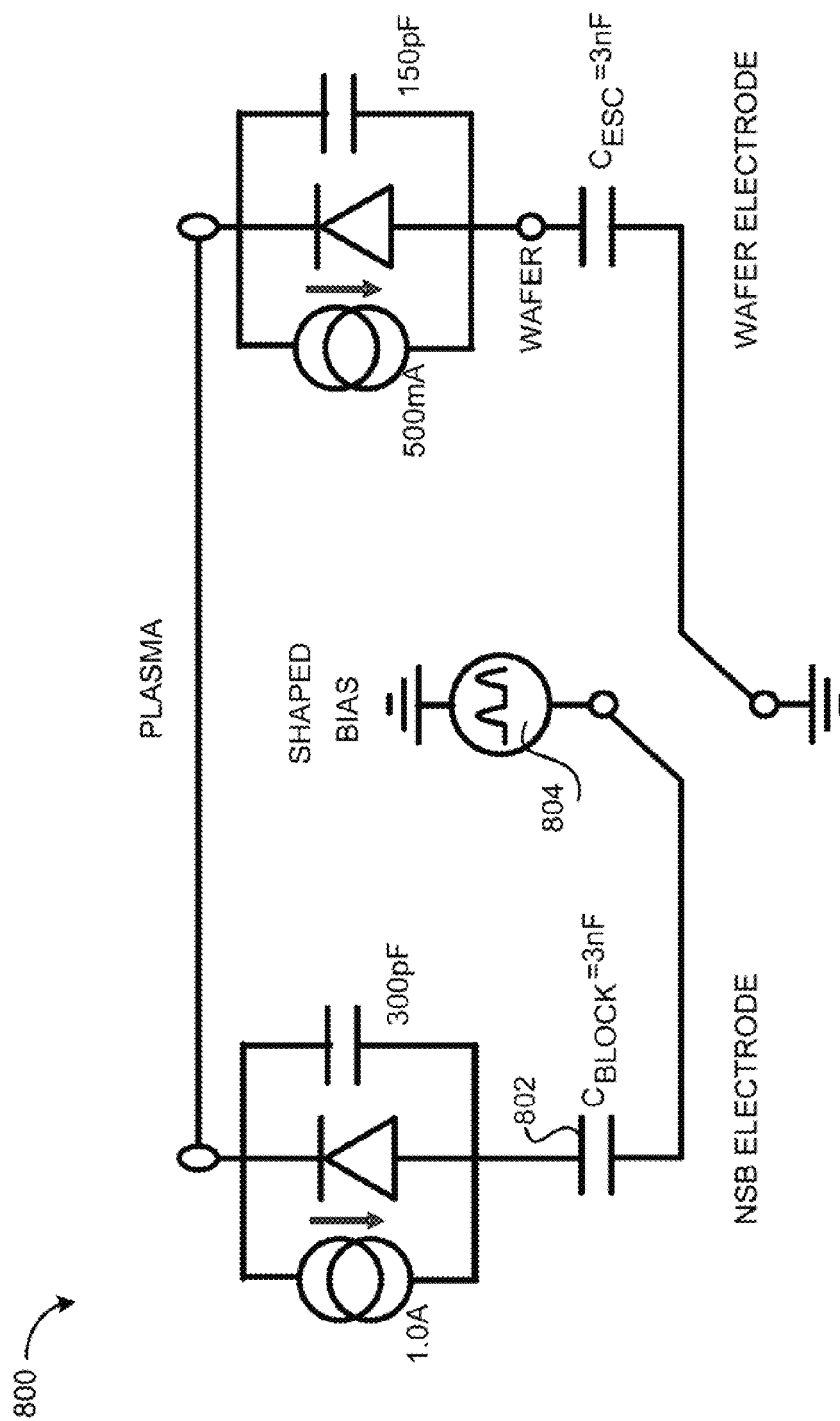 800
PLASMA
1.0A
300pF
802
C_BLOCK=3nF
NSB ELECTRODE
SHAPED
BIAS
804
500mA
150pF
WAFER
C_ESC=3nF
WAFER ELECTRODE